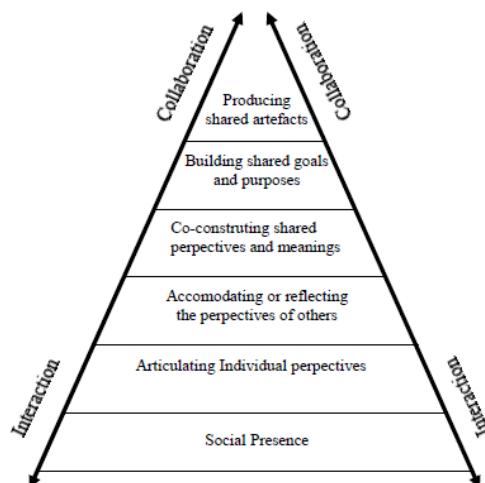 Collaboration
Collaboration
Producing
shared artefacts
Building shared goals
and purposes
Co-construting shared
perpectives and meanings
Accomodating or reflecting
the perpectives of others
Articulating Individual perpectives
Interaction
Interaction
Social Presence